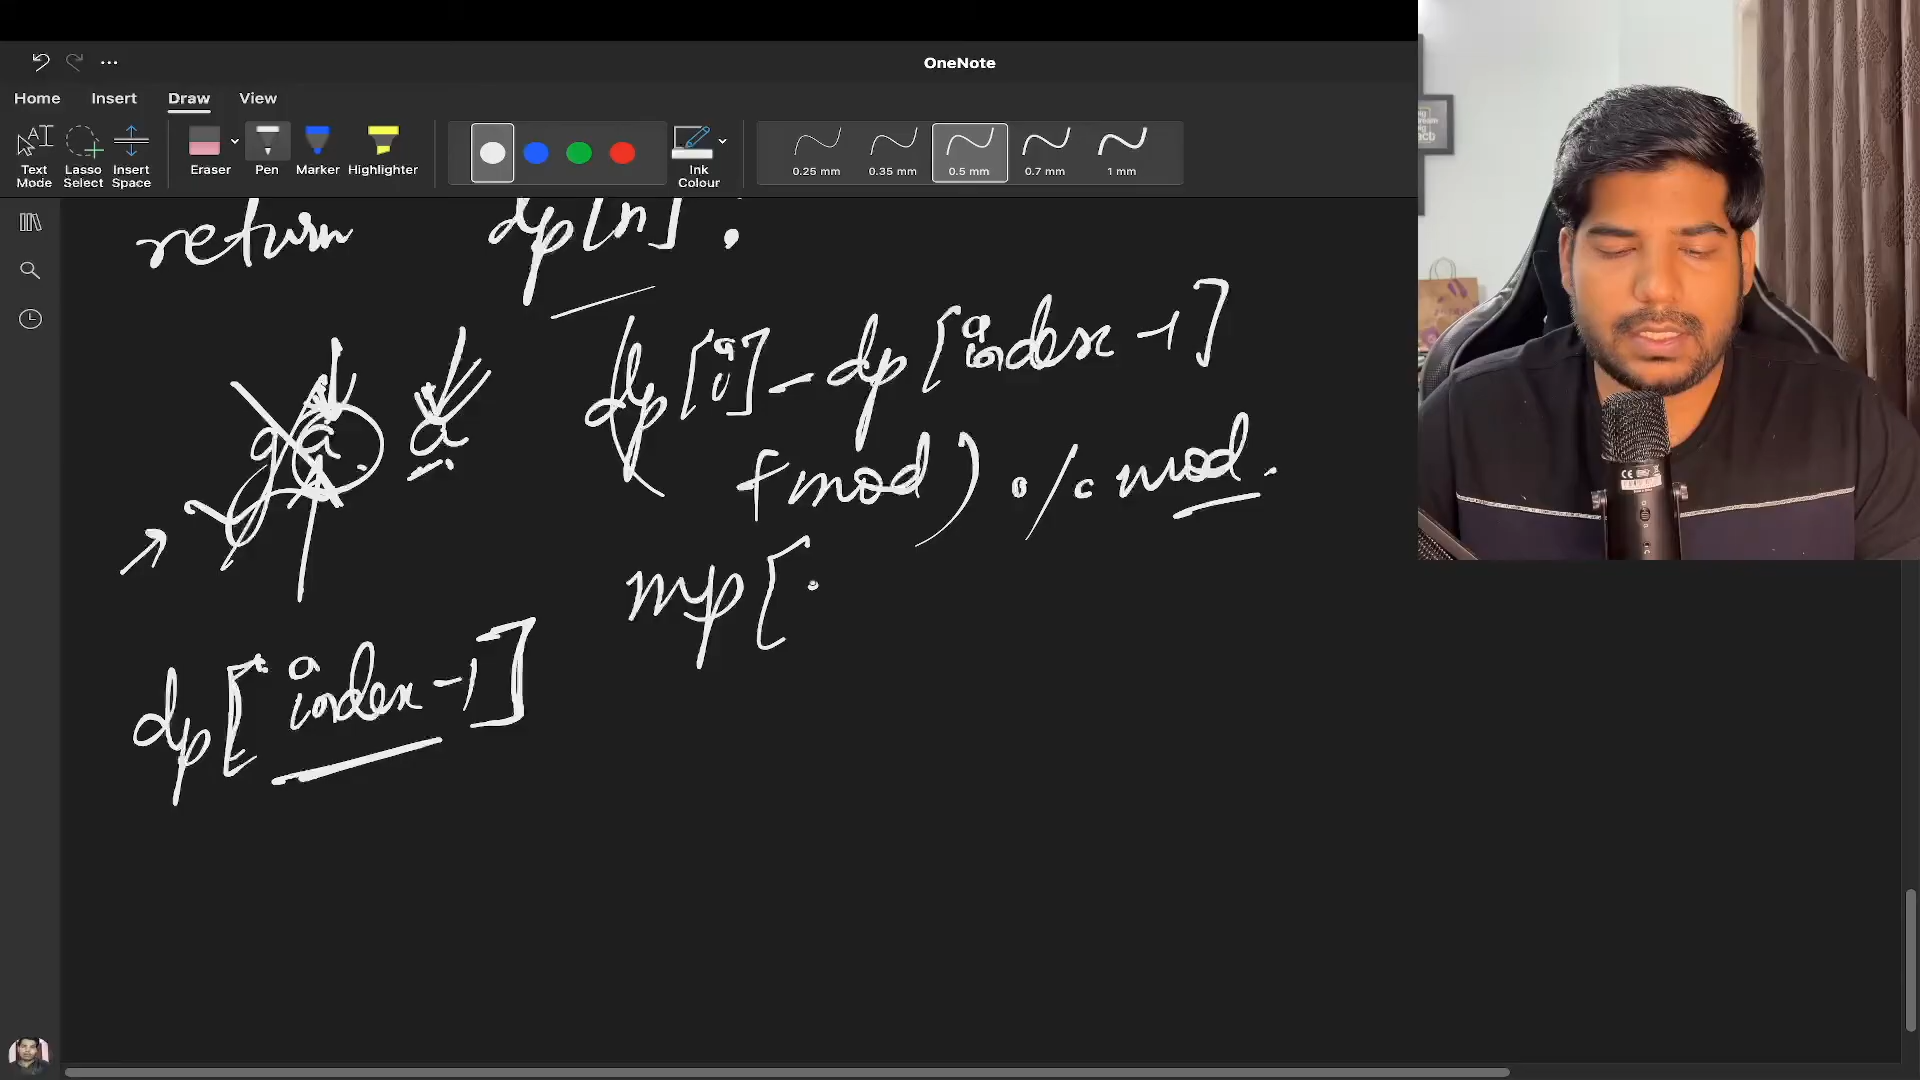 OneNote
Home Insert Draw View
Text Mode
Lasso Select
Insert Space
Eraser
Pen
Marker
Highlighter
Ink Colour
0.25 mm
0.35 mm
0.5 mm
0.7 mm
1 mm
return dp[n].
(dp[i] - dp[index-1]
+mod) % mod.
a a
mp[
dp[index-1]